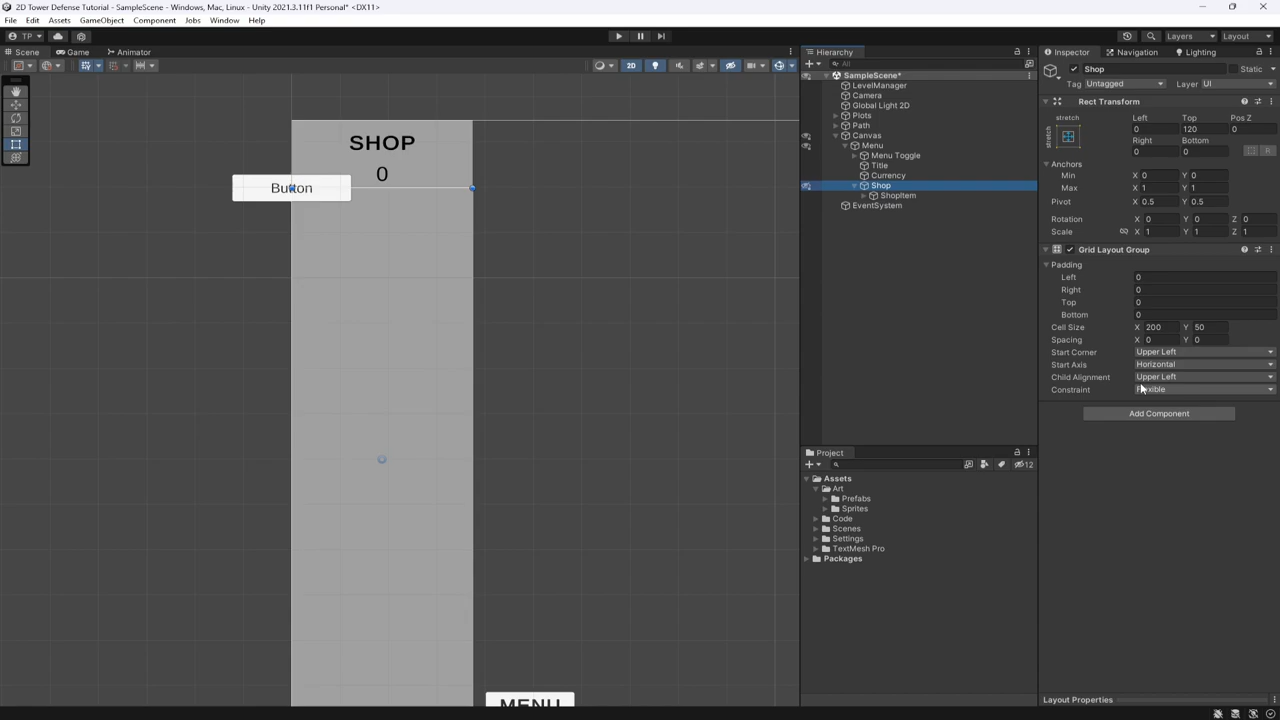 2D Tower Defense Tutorial - SampleScene - Windows, Mac, Linux - Unity 2021.3.11f1 Personal* <DX11>
File Edit Assets GameObject Component Jobs Window Help
TP Layers Layout
Scene Game Animator
2D
SHOP
0
Button
MENU
Hierarchy
All
SampleScene*
LevelManager
Camera
Global Light 2D
Plots
Path
Canvas
Menu
Menu Toggle
Title
Currency
Shop
ShopItem
EventSystem
Project
12
Assets
Art
Prefabs
Sprites
Code
Scenes
Settings
TextMesh Pro
Packages
Inspector Navigation Lighting
Shop Static
Tag Untagged Layer UI
Rect Transform
stretch Left Top Pos Z
stretch 0 120 0
Right Bottom
0 0 R
Anchors
Min X 0 Y 0
Max X 1 Y 1
Pivot X 0.5 Y 0.5
Rotation X 0 Y 0 Z 0
Scale X 1 Y 1 Z 1
Grid Layout Group
Padding
Left 0
Right 0
Top 0
Bottom 0
Cell Size X 200 Y 50
Spacing X 0 Y 0
Start Corner Upper Left
Start Axis Horizontal
Child Alignment Upper Left
Constraint Flexible
Add Component
Layout Properties